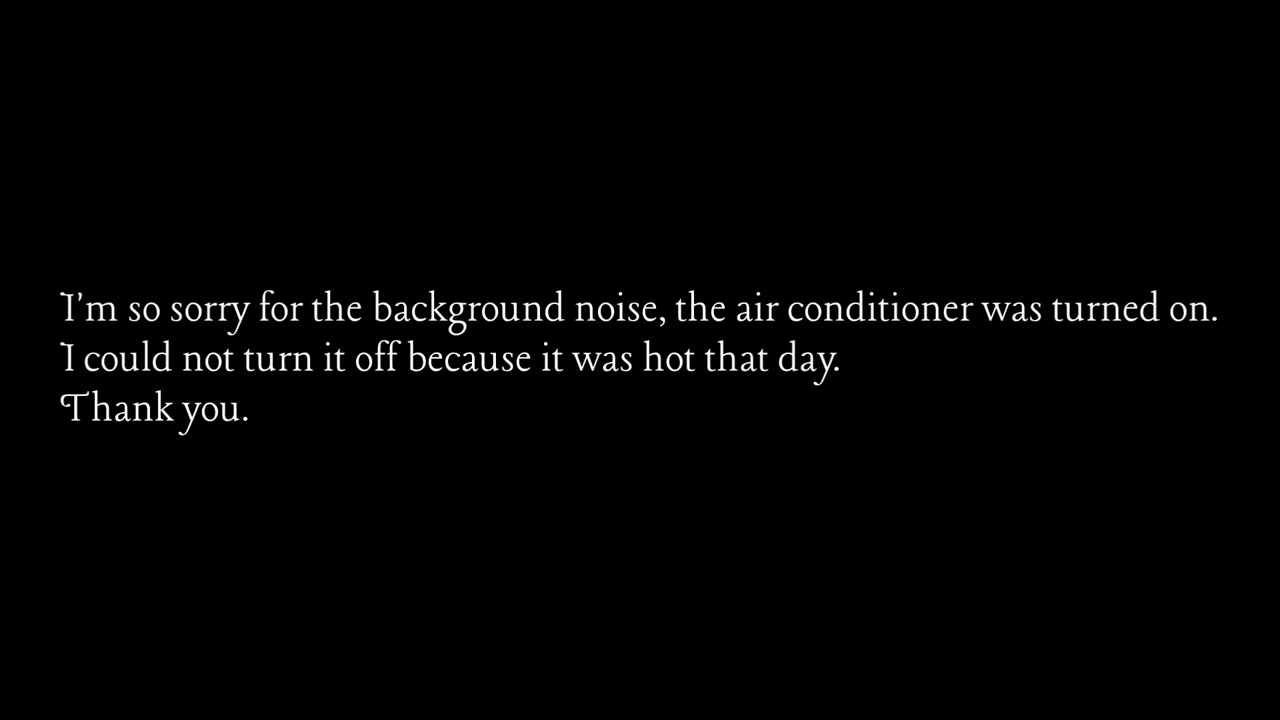 I'm so sorry for the background noise, the air conditioner was turned on.
I could not turn it off because it was hot that day.
Thank you.